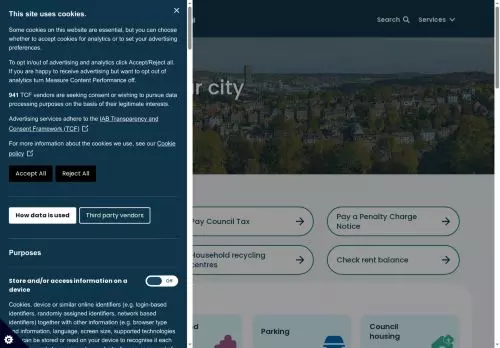 This site uses cookies.
Search
Services
Some cookies on this website are essential, but you can choose
whether to accept cookies for analytics or to set your advertising
preferences.
To opt in/out of advertising and analytics click Accept/Reject all.
If you are happy to receive advertising but want to opt out of
analytics turn Measure Content Performance off.
city
941 TCF vendors are seeking consent or wishing to pursue data
processing purposes on the basis of their legitimate interests.
Advertising services adhere to the IAB Transparency and
Consent Framework (TCF)
For more information about the cookies we use, see our Cookie
policy
Accept All
Reject All
How data is used
Third party vendors
Pay Council Tax
Pay a Penalty Charge
Notice
Purposes
Household recycling
centres
Check rent balance
Store and/or access information on a
device
Off
Cookies, device or similar online identifiers (e.g. login-based
identifiers, randomly assigned identifiers, network based
identifiers) together with other information (e.g. browser type
and information, language, screen size, supported technologies
can be stored or read on your device to recognise it each
Parking
Council
housing